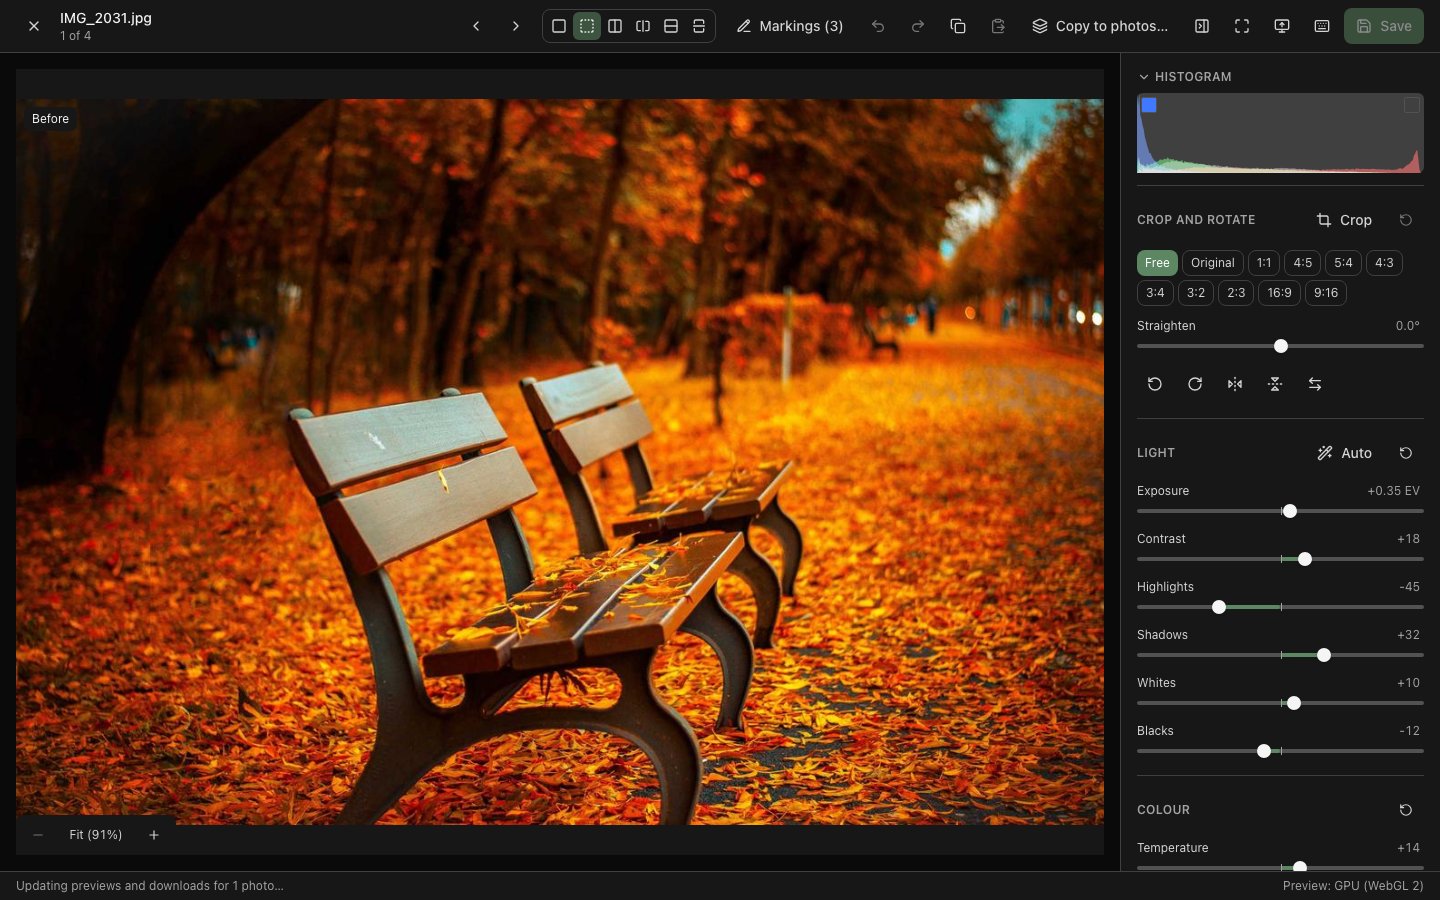 IMG_2031.jpg
1 of 4
Markings (3)
Copy to photos...
Save
Before
Fit (91%)
HISTOGRAM
CROP AND ROTATE
Crop
Free
Original
1:1
4:5
5:4
4:3
3:4
3:2
2:3
16:9
9:16
Straighten
0.0°
LIGHT
Auto
Exposure
+0.35 EV
Contrast
+18
Highlights
-45
Shadows
+32
Whites
+10
Blacks
-12
COLOUR
Temperature
+14
Updating previews and downloads for 1 photo...
Preview: GPU (WebGL 2)